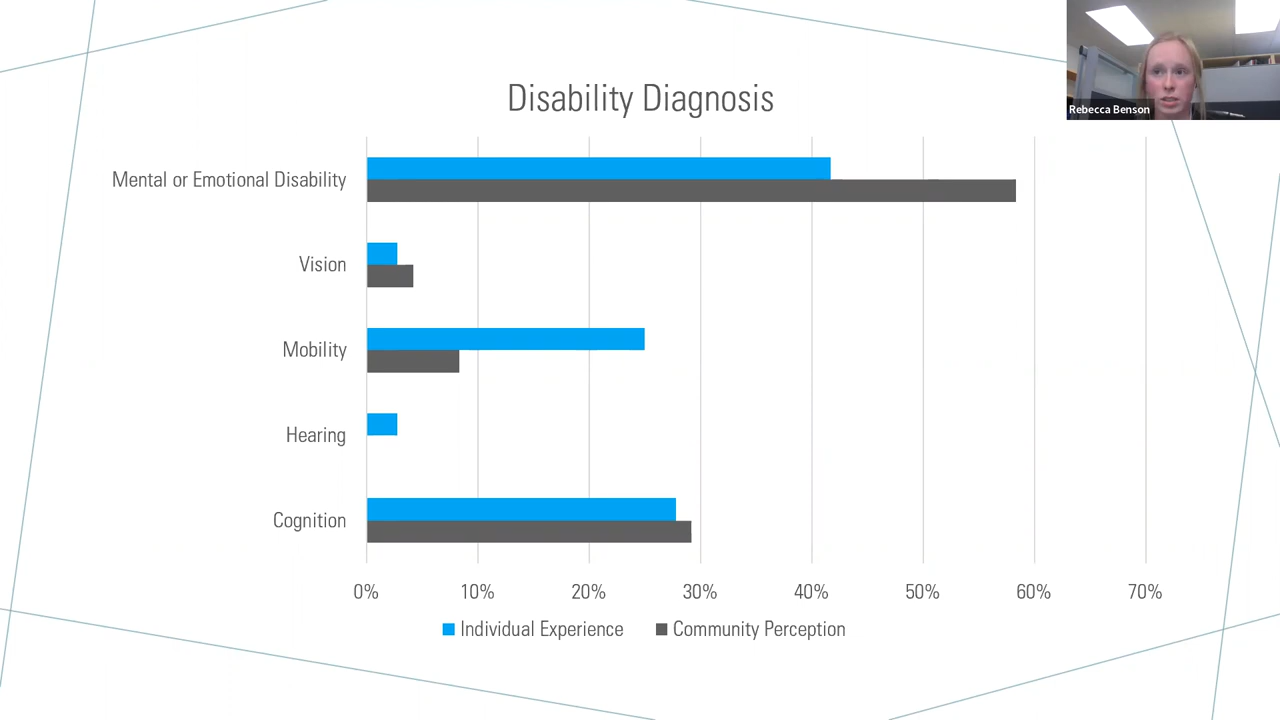 Disability Diagnosis
Rebecca Benson
Mental or Emotional Disability
Vision
Mobility
Hearing
Cognition
0% 10% 20% 30% 40% 50% 60% 70%
Individual Experience Community Perception